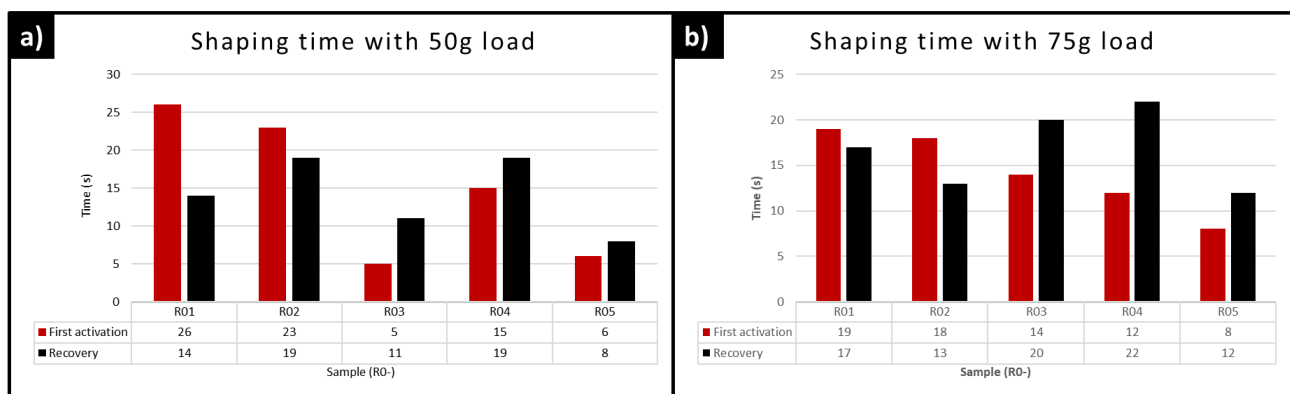 a)
Shaping time with 50g load
30
25
20
15
10
5
0
Time (s)
R01 R02 R03 R04 R05
First activation 26 23 5 15 6
Recovery 14 19 11 19 8
Sample (R0-)
b)
Shaping time with 75g load
25
20
15
10
5
0
Time (s)
R01 R02 R03 R04 R05
First activation 19 18 14 12 8
Recovery 17 13 20 22 12
Sample (R0-)